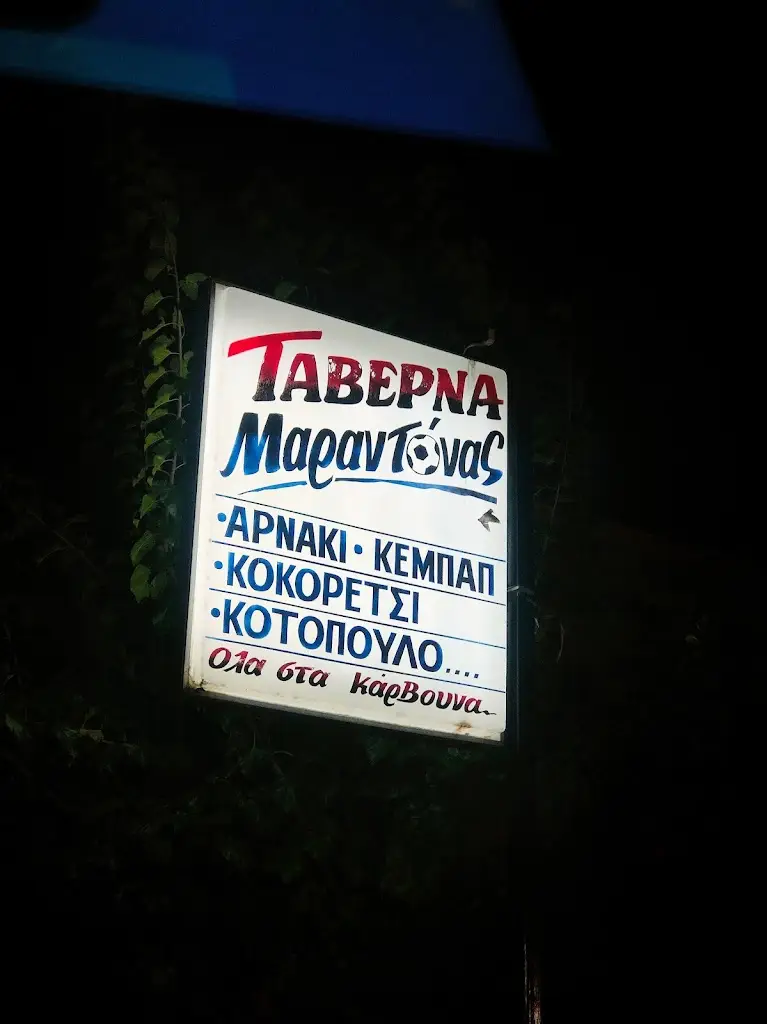 ΤΑΒΕΡΝΑ
Μαραντόνας
•ΑΡΝΑΚΙ• ΚΕΜΠΑΠ
•ΚΟΚΟΡΕΤΣΙ
•ΚΟΤΟΠΟΥΛΟ....
Ολα στα κάρβουνα.